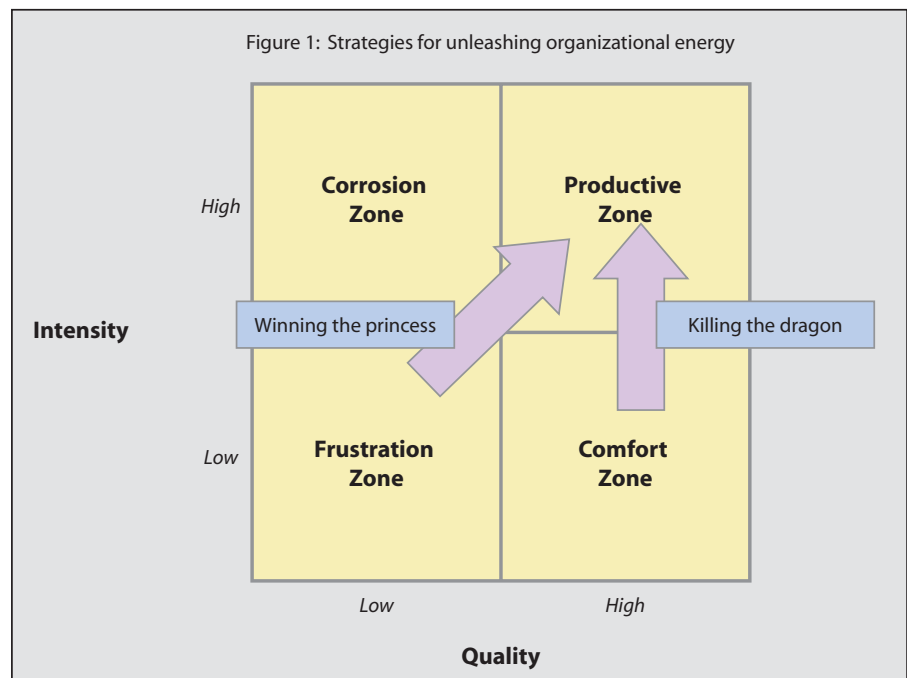 Figure 1: Strategies for unleashing organizational energy
Corrosion
Zone
Productive
Zone
High
Intensity
Winning the princess
Killing the dragon
Low
Frustration
Zone
Comfort
Zone
Low
High
Quality